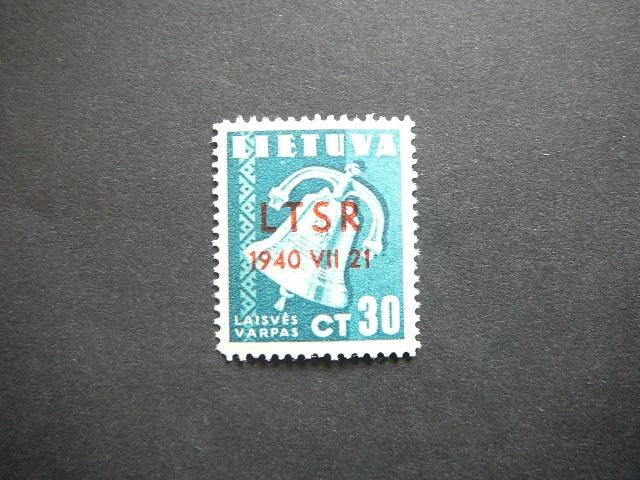 LIETUVA
LTSR
1940 VII 21
LAISVĖS
VARPAS
CT 30